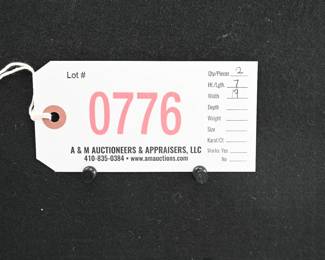 Lot #
0776
A & M AUCTIONEERS & APPRAISERS, LLC
410-835-0384 • www.amauctions.com
Qty/Pieces 2
Ht./Lgth. 7
Width 19
Depth
Weight
Size
Karat/Ct.
Works: Yes
No